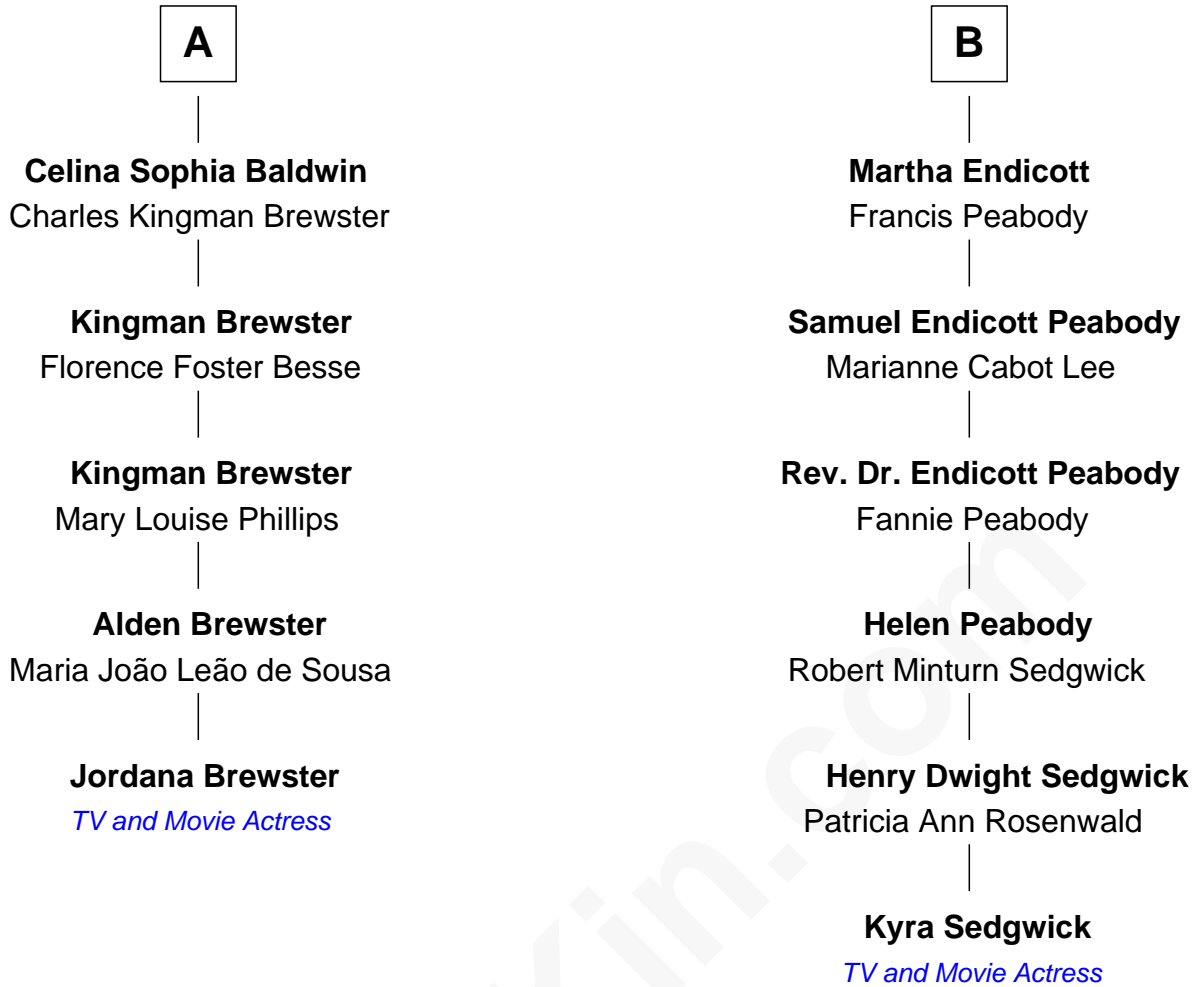 A
Celina Sophia Baldwin
Charles Kingman Brewster
Kingman Brewster
Florence Foster Besse
Kingman Brewster
Mary Louise Phillips
Alden Brewster
Maria João Leão de Sousa
Jordana Brewster
TV and Movie Actress
B
Martha Endicott
Francis Peabody
Samuel Endicott Peabody
Marianne Cabot Lee
Rev. Dr. Endicott Peabody
Fannie Peabody
Helen Peabody
Robert Minturn Sedgwick
Henry Dwight Sedgwick
Patricia Ann Rosenwald
Kyra Sedgwick
TV and Movie Actress
Kin.com